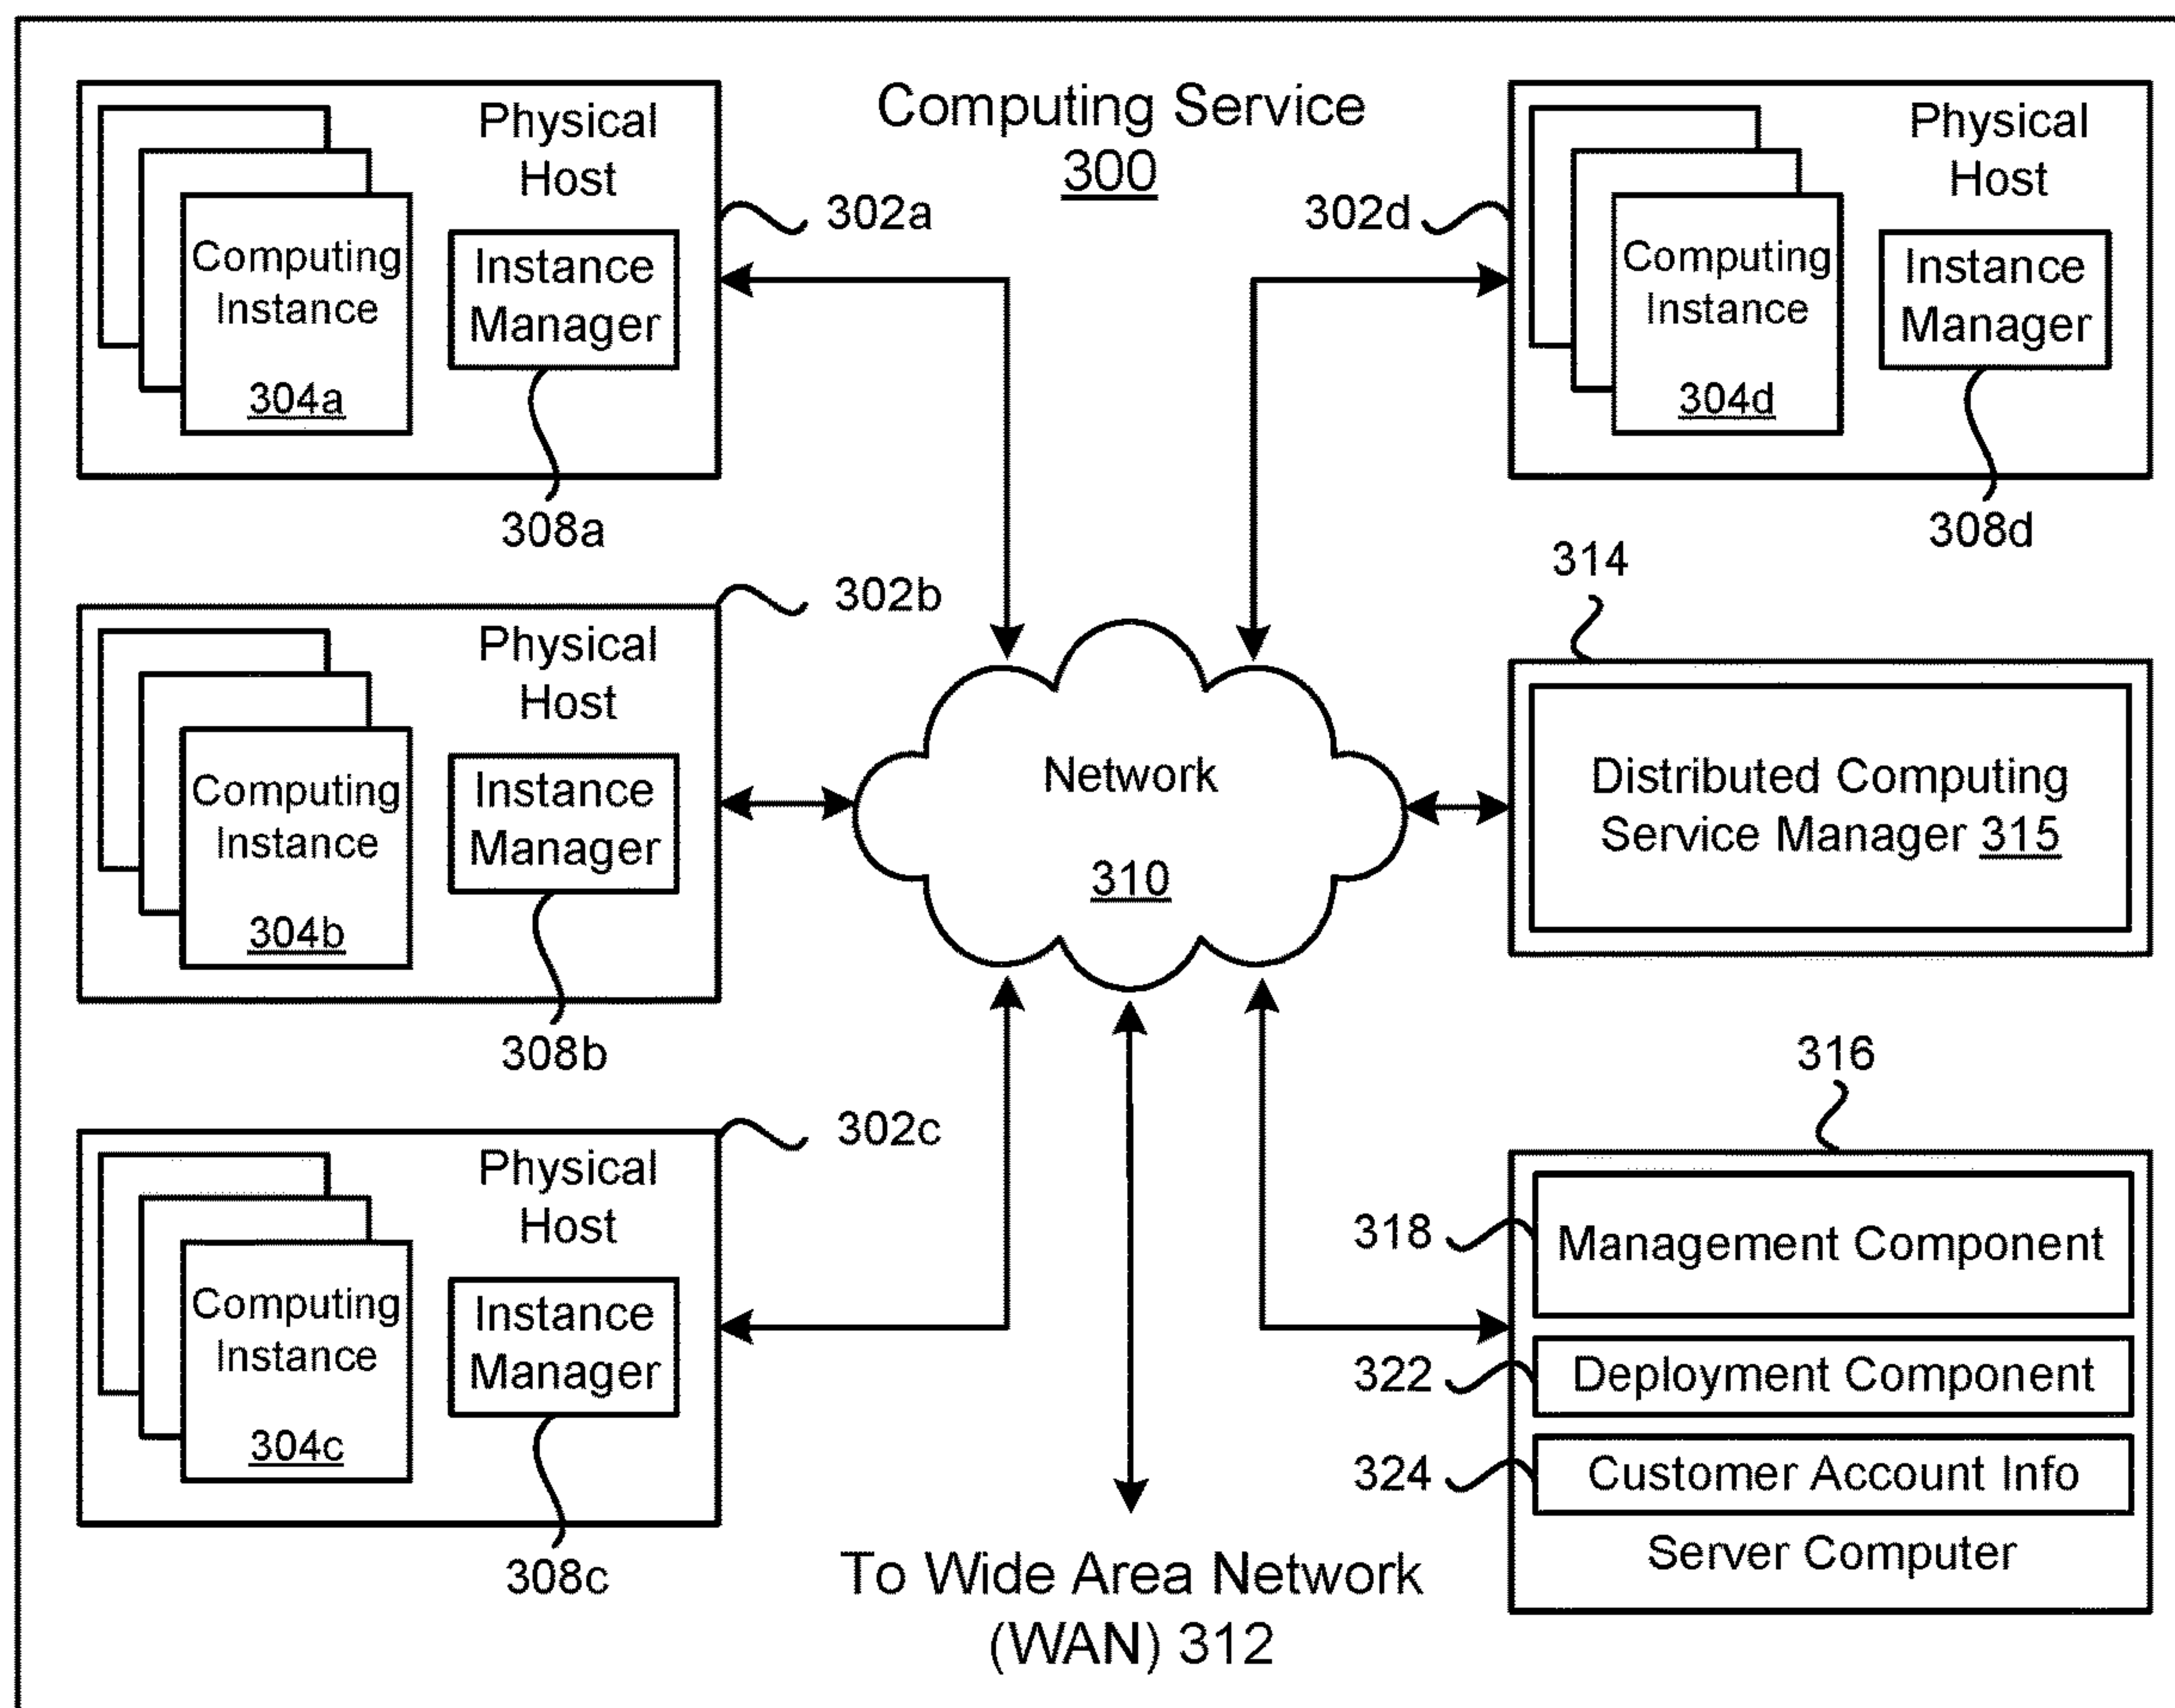 Computing Service
300
Physical
Host
Computing
Instance
304a
Instance
Manager
302a
308a
Physical
Host
Computing
Instance
304d
Instance
Manager
302d
308d
Physical
Host
Computing
Instance
304b
Instance
Manager
302b
308b
Network
310
314
Distributed Computing
Service Manager 315
Physical
Host
Computing
Instance
304c
Instance
Manager
302c
308c
316
318
Management Component
322
Deployment Component
324
Customer Account Info
Server Computer
To Wide Area Network
(WAN) 312